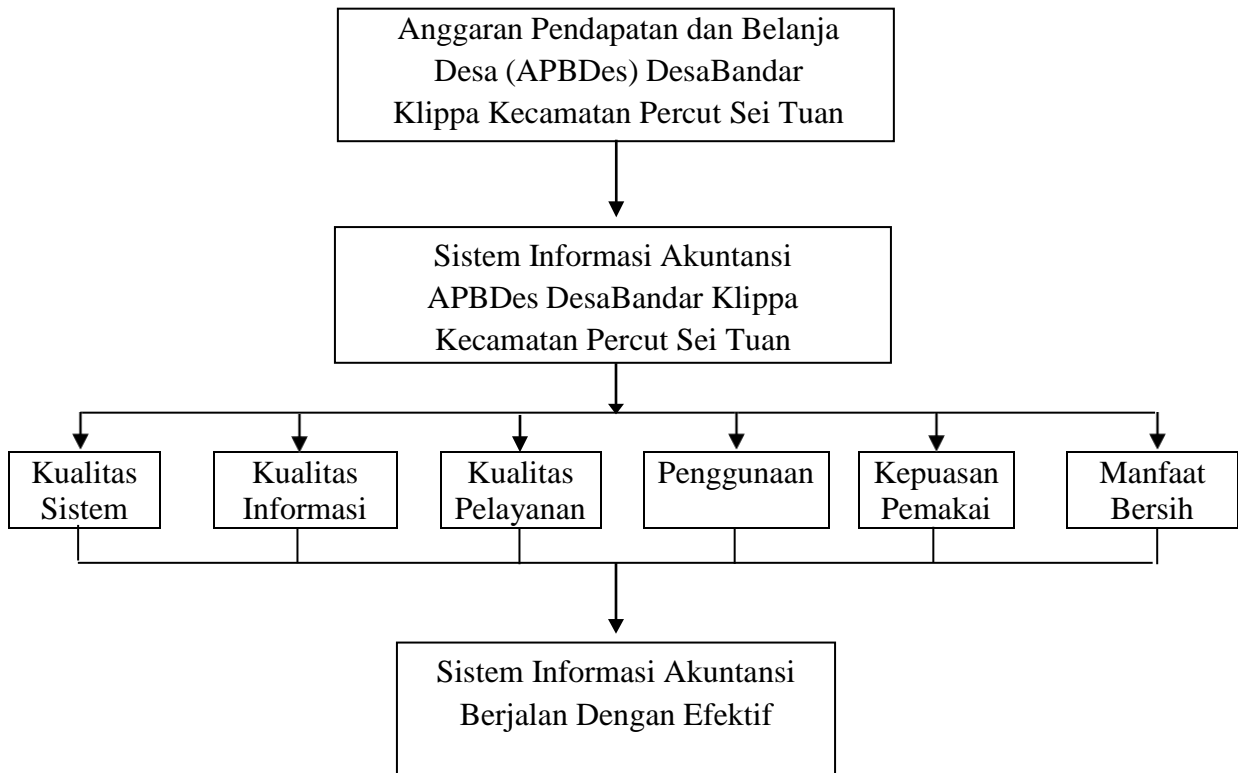 Anggaran Pendapatan dan Belanja
Desa (APBDes) DesaBandar
Klippa Kecamatan Percut Sei Tuan
Sistem Informasi Akuntansi
APBDes DesaBandar Klippa
Kecamatan Percut Sei Tuan
Kualitas
Sistem
Kualitas
Informasi
Kualitas
Pelayanan
Penggunaan
Kepuasan
Pemakai
Manfaat
Bersih
Sistem Informasi Akuntansi
Berjalan Dengan Efektif